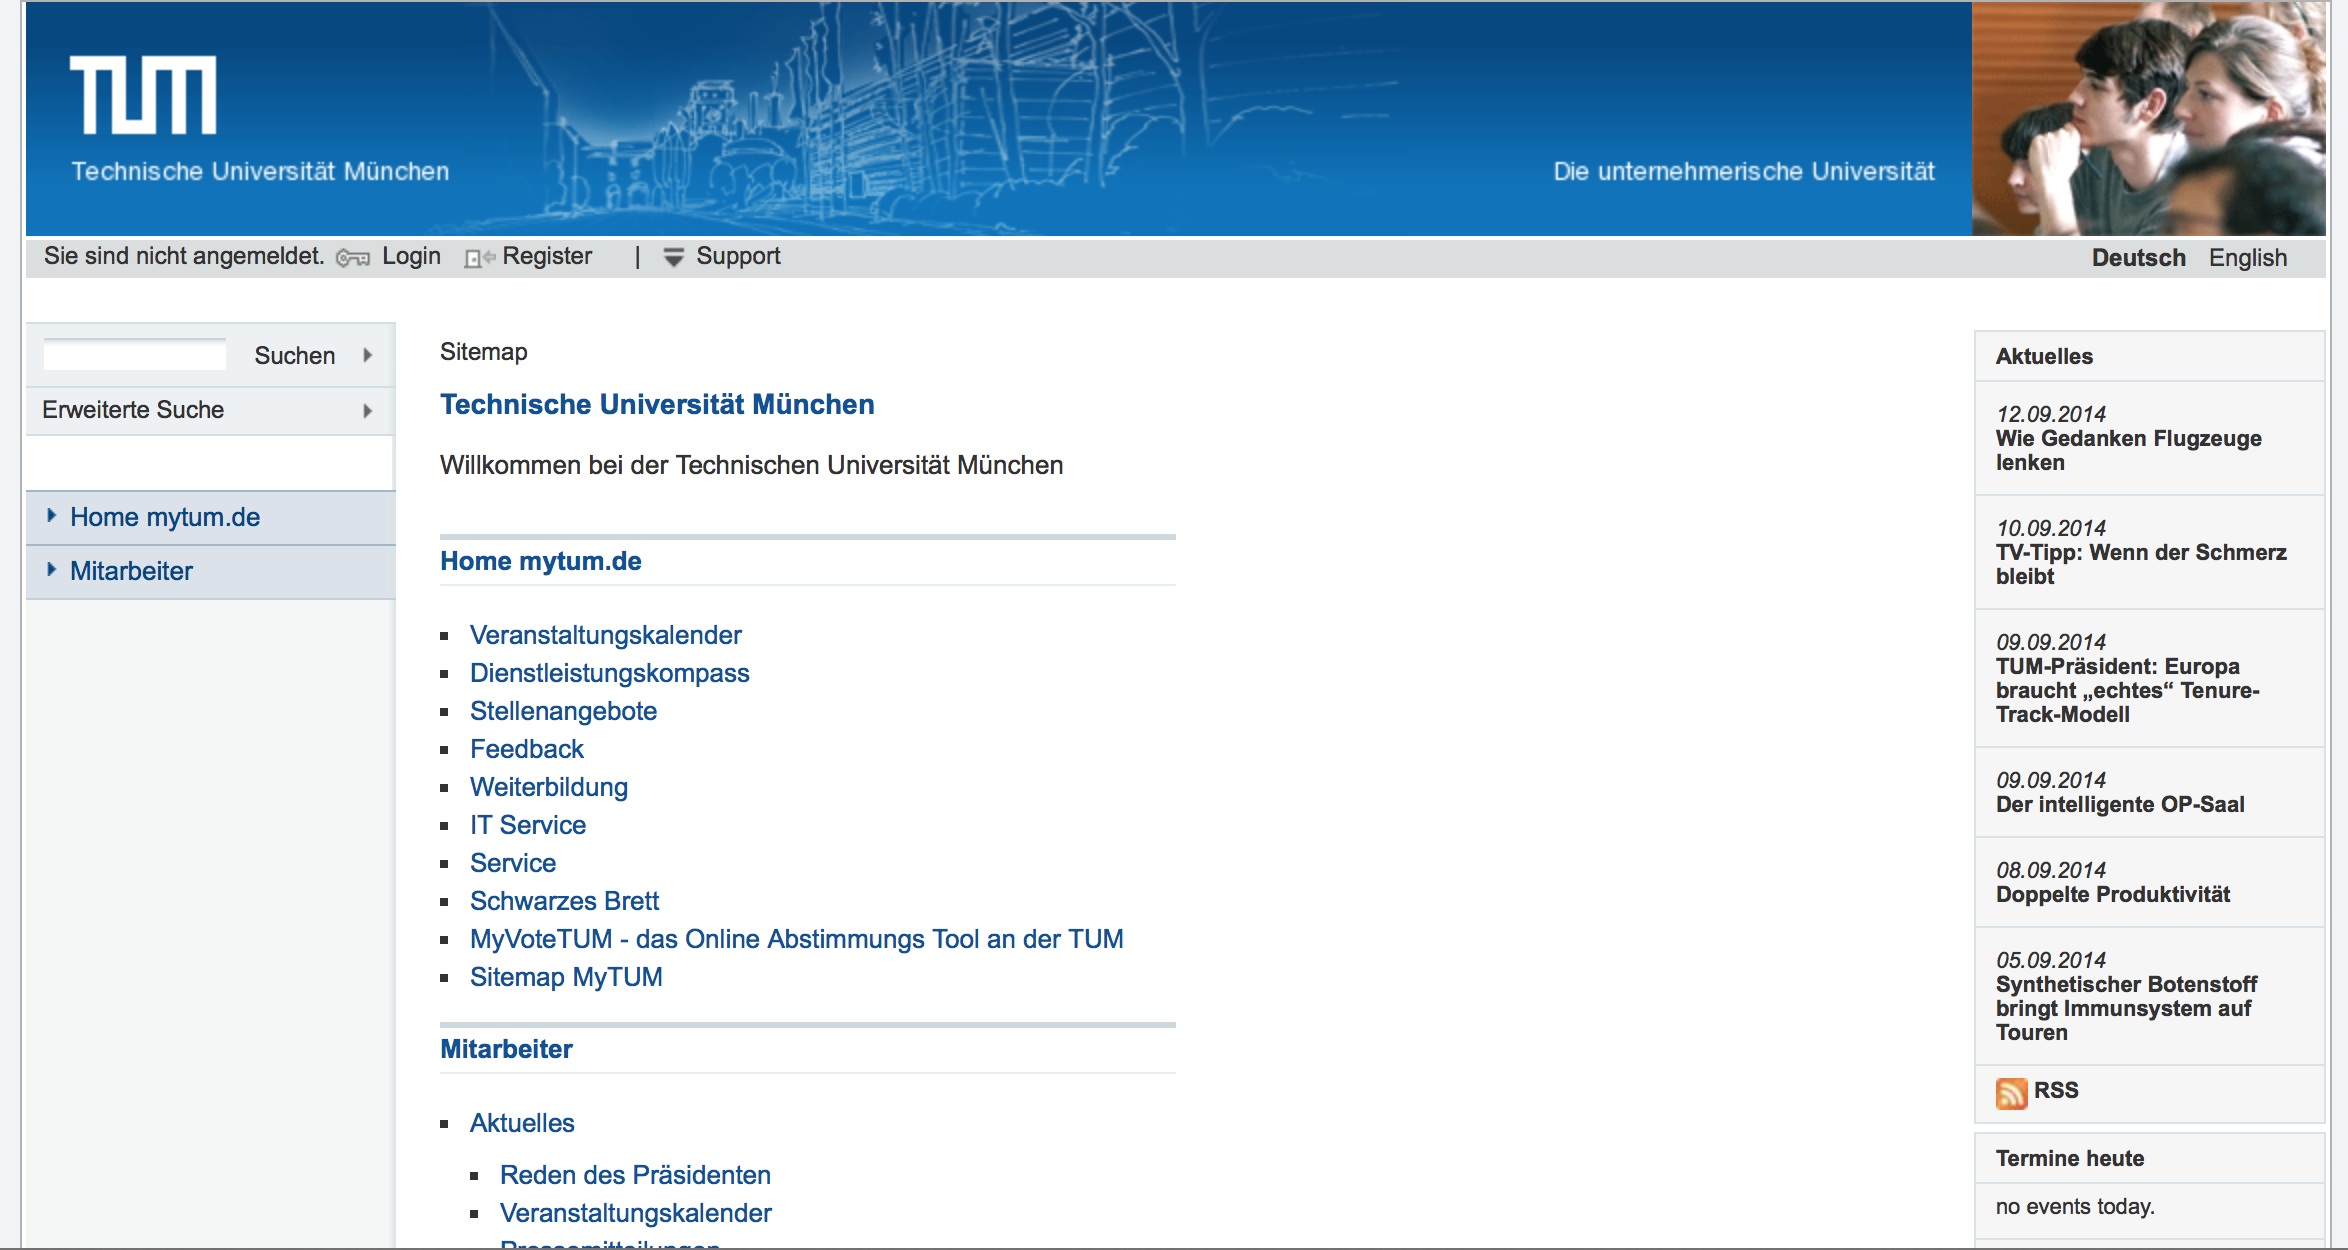 TUM
Technische Universität München
Die unternehmerische Universität
Sie sind nicht angemeldet. Login Register | Support
Deutsch English
Suchen
Erweiterte Suche
Home mytum.de
Mitarbeiter
Sitemap
Technische Universität München
Willkommen bei der Technischen Universität München
Home mytum.de
Veranstaltungskalender
Dienstleistungskompass
Stellenangebote
Feedback
Weiterbildung
IT Service
Service
Schwarzes Brett
MyVoteTUM - das Online Abstimmungs Tool an der TUM
Sitemap MyTUM
Mitarbeiter
Aktuelles
Reden des Präsidenten
Veranstaltungskalender
Pressemitteilungen
Aktuelles
12.09.2014
Wie Gedanken Flugzeuge
lenken
10.09.2014
TV-Tipp: Wenn der Schmerz
bleibt
09.09.2014
TUM-Präsident: Europa
braucht „echtes“ Tenure-
Track-Modell
09.09.2014
Der intelligente OP-Saal
08.09.2014
Doppelte Produktivität
05.09.2014
Synthetischer Botenstoff
bringt Immunsystem auf
Touren
RSS
Termine heute
no events today.